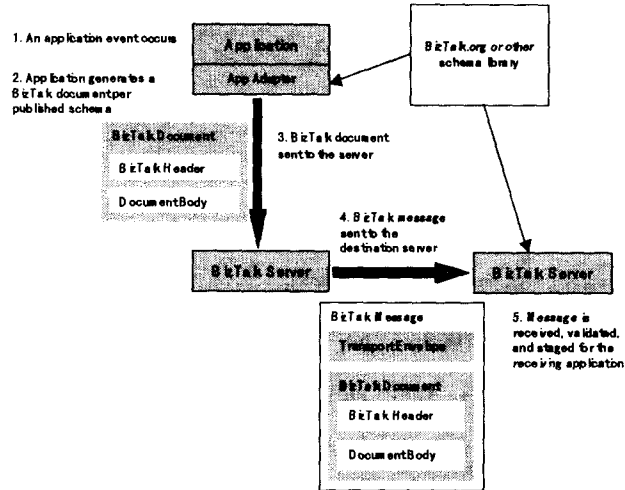 1. An application event occurs
2. Application generates a
BizTalk document per
published schema
Application
App Adapter
BizTalk.org or other
schema library
BizTalk Document
BizTalk Header
Document Body
3. BizTalk document
sent to the server
4. BizTalk message
sent to the
destination server
BizTalk Server
BizTalk Server
BizTalk Message
Transport Envelope
BizTalk Document
BizTalk Header
Document Body
5. Message is
received, validated,
and staged for the
receiving application